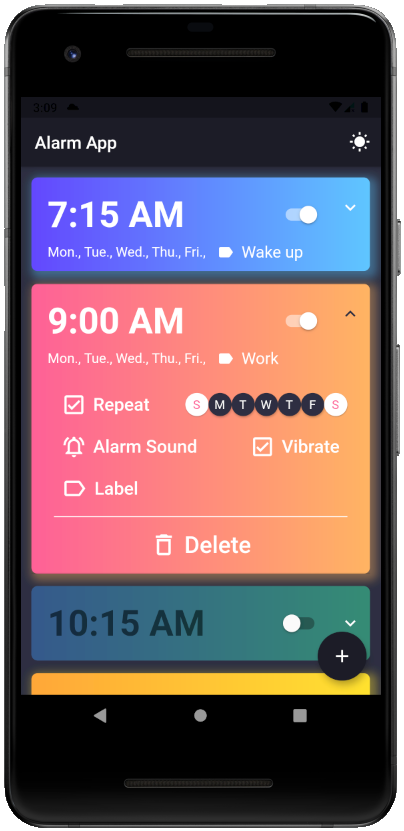 3:09
Alarm App
7:15 AM
Mon., Tue., Wed., Thu., Fri., Wake up
9:00 AM
Mon., Tue., Wed., Thu., Fri., Work
Repeat S M T W T F S
Alarm Sound Vibrate
Label
Delete
10:15 AM
+